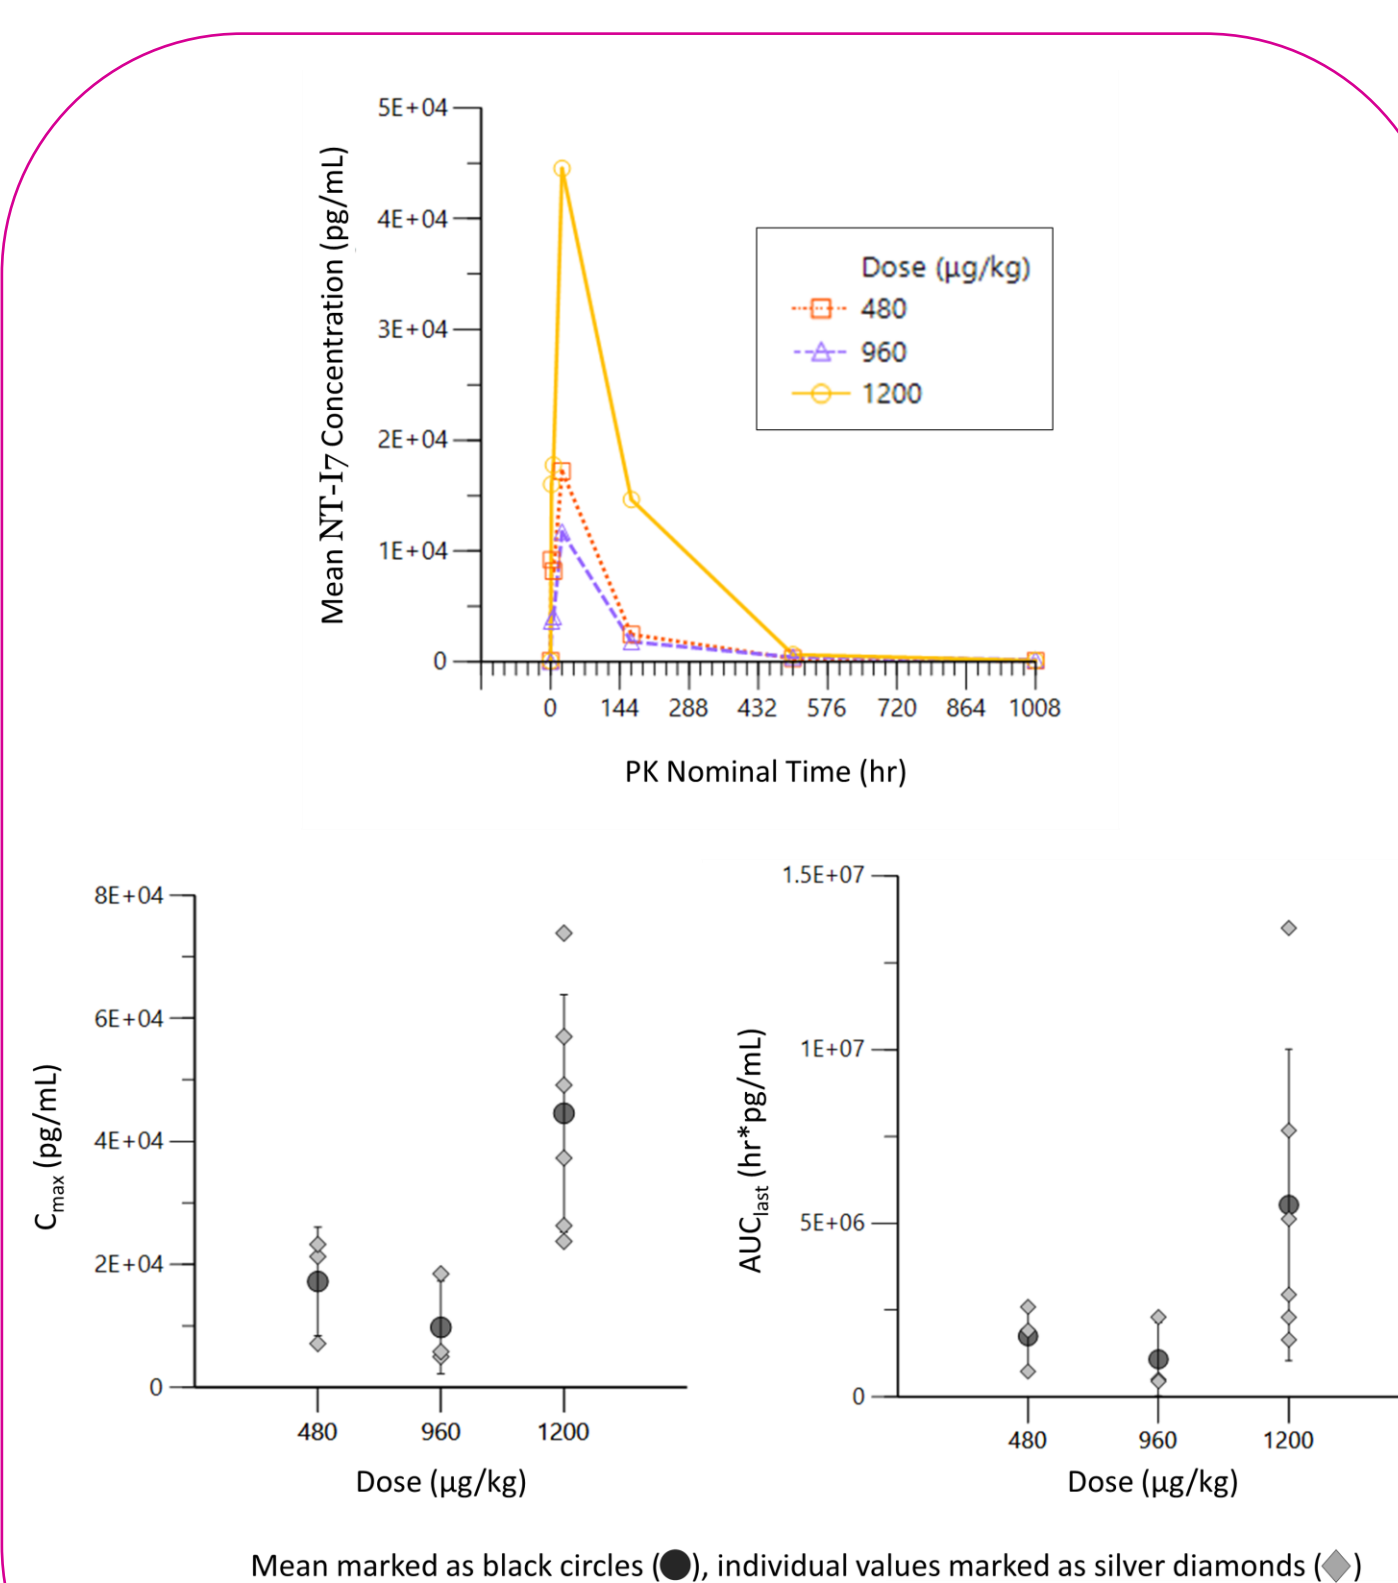 5E+04
4E+04
3E+04
2E+04
1E+04
0
Mean NT-I7 Concentration (pg/mL)
Dose (µg/kg)
480
960
1200
0 144 288 432 576 720 864 1008
PK Nominal Time (hr)
8E+04
6E+04
4E+04
2E+04
0
Cmax (pg/mL)
480 960 1200
Dose (µg/kg)
1.5E+07
1E+07
5E+06
0
AUClast (hr*pg/mL)
480 960 1200
Dose (µg/kg)
Mean marked as black circles (●), individual values marked as silver diamonds (◆)